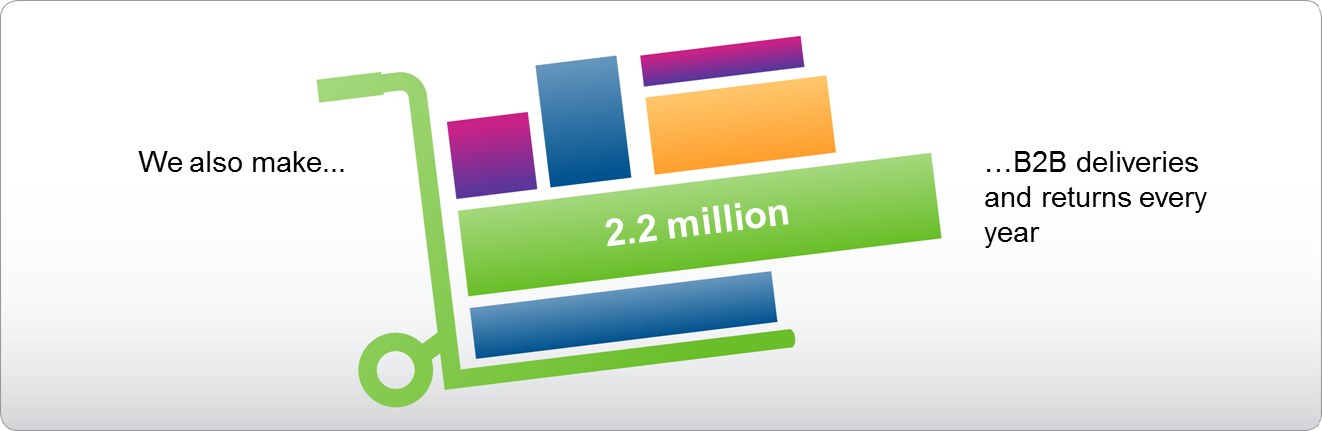 We also make...
2.2 million
…B2B deliveries
and returns every
year